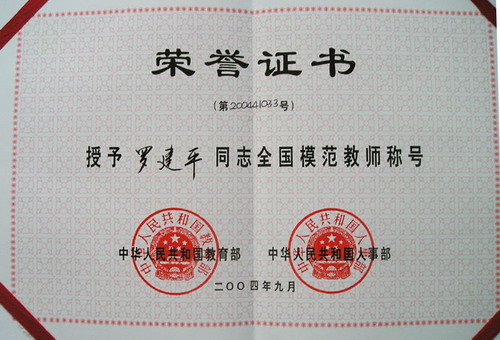 荣誉证书
(第200441033号)
授予 罗建平 同志全国模范教师称号
中华人民共和国教育部 中华人民共和国人事部
二〇〇四年九月